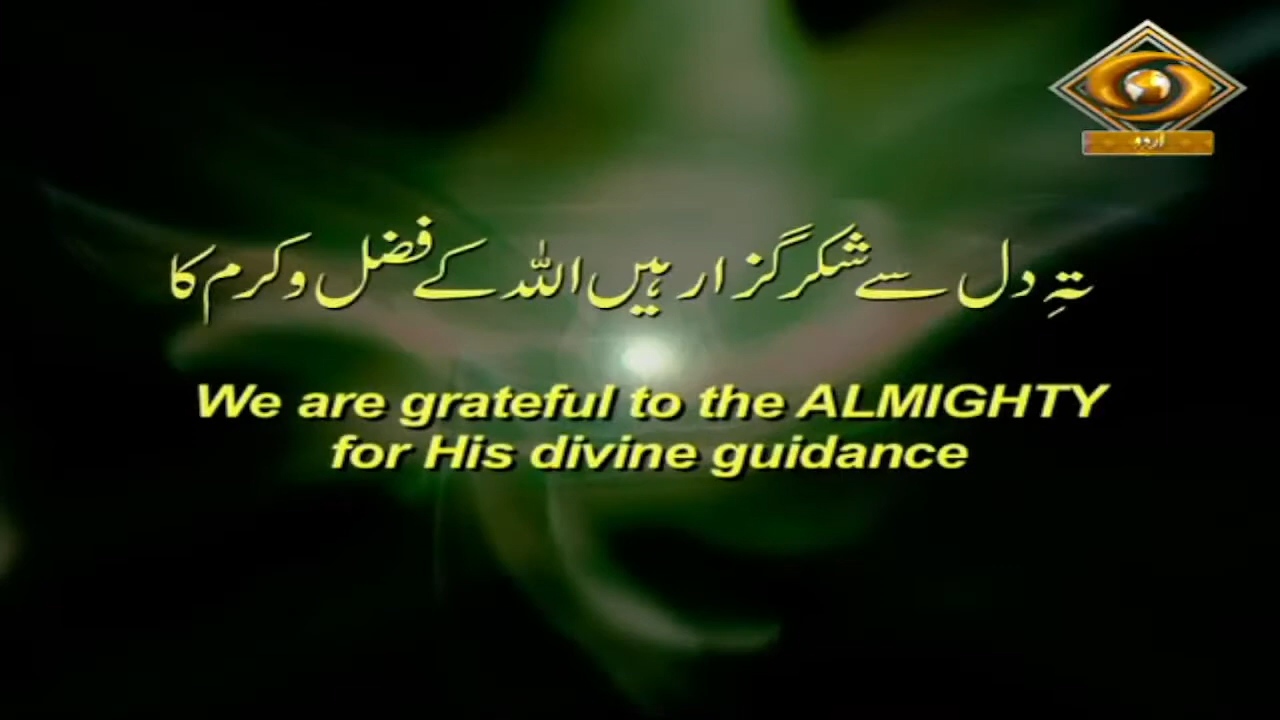 اردو
تہِ دل سے شکر گزار ہیں اللہ کے فضل و کرم کا
We are grateful to the ALMIGHTY
for His divine guidance